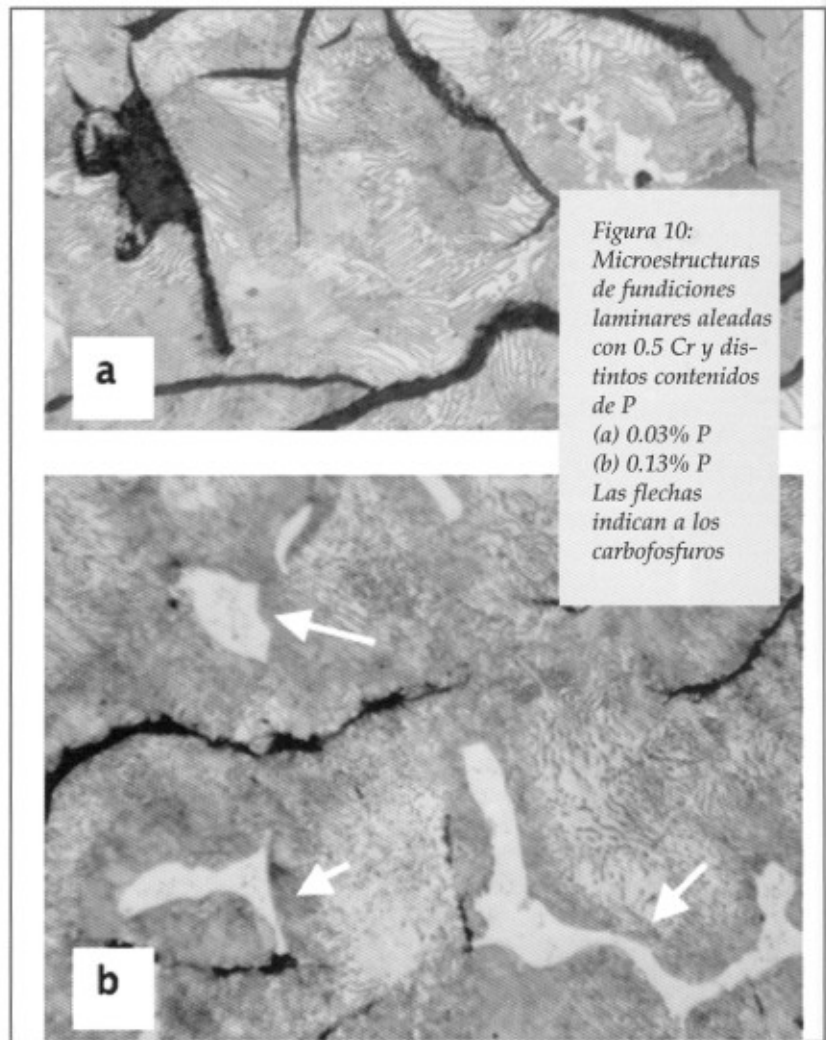 a
Figura 10:
Microestructuras
de fundiciones
laminares aleadas
con 0.5 Cr y dis-
tintos contenidos
de P
(a) 0.03% P
(b) 0.13% P
Las flechas
indican a los
carbofosfuros
b